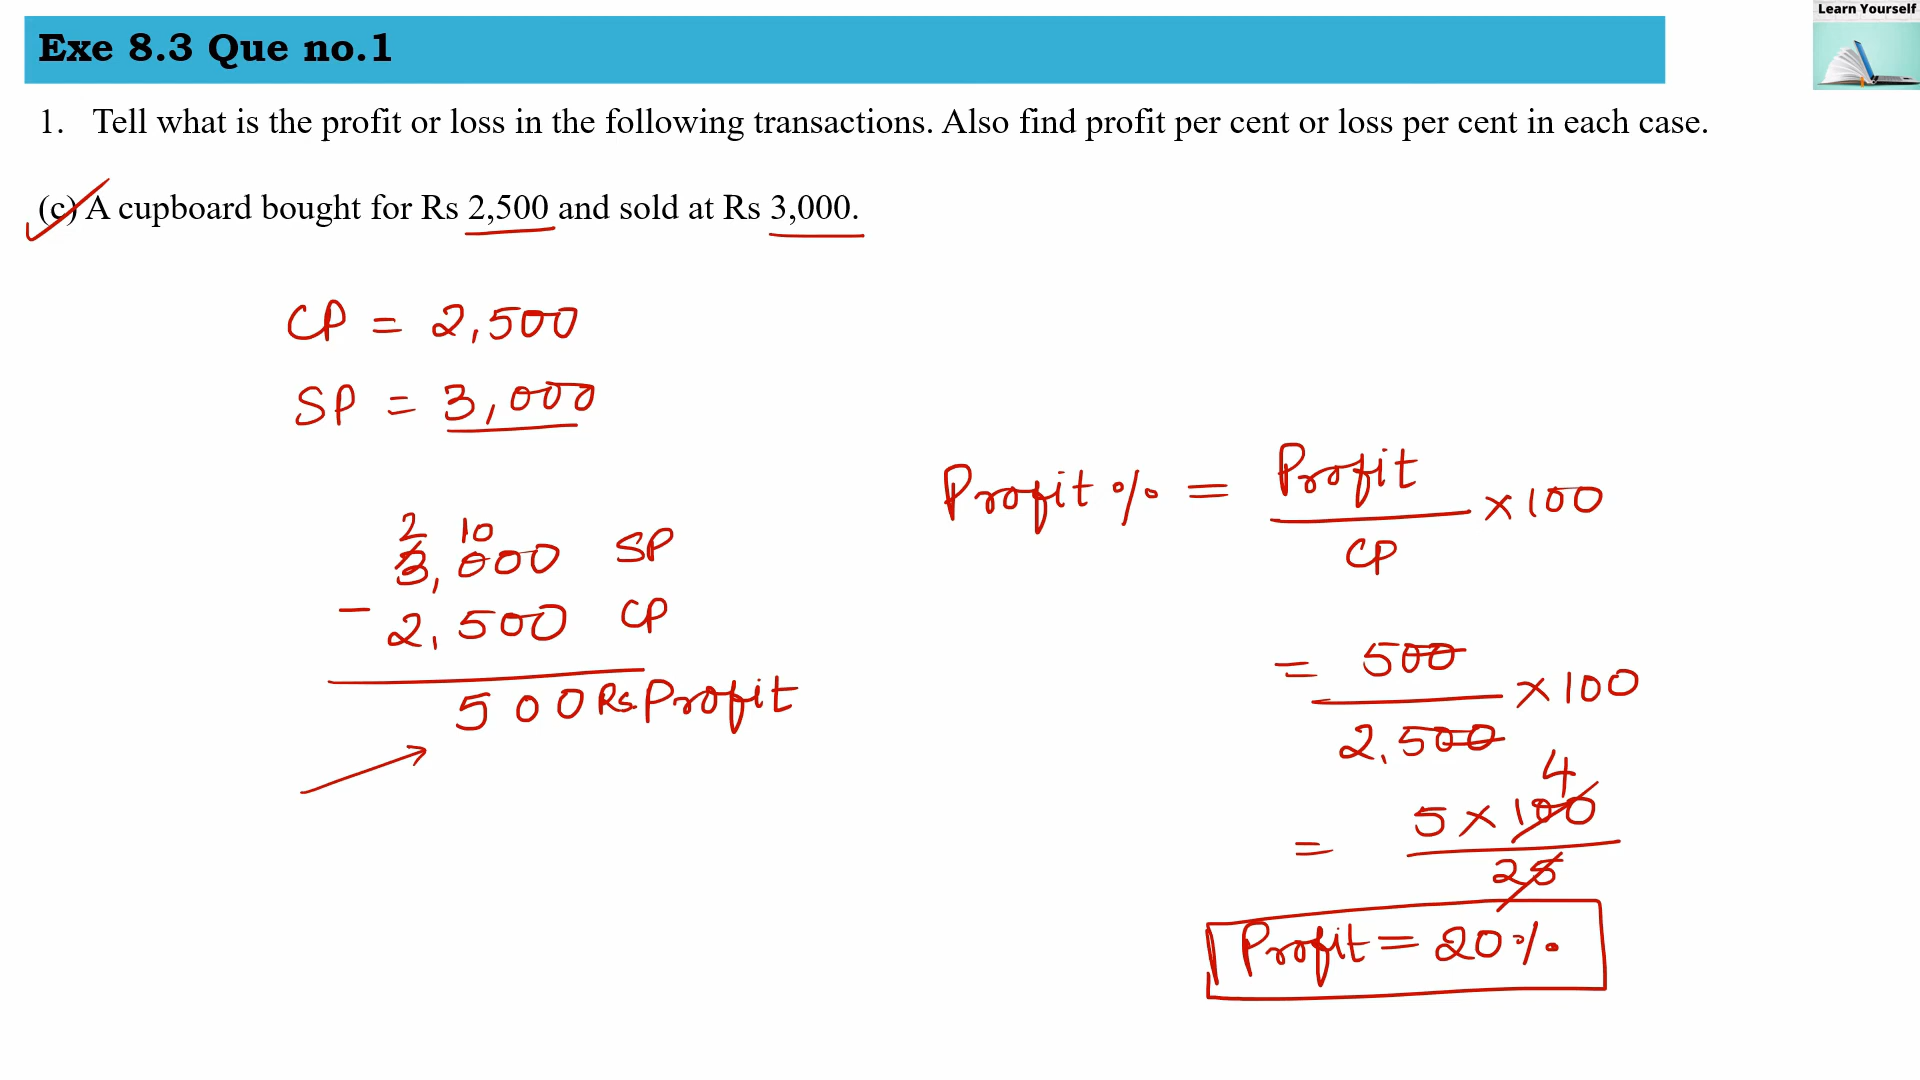 Learn Yourself
Exe 8.3 Que no.1
1. Tell what is the profit or loss in the following transactions. Also find profit per cent or loss per cent in each case.
(c) A cupboard bought for Rs 2,500 and sold at Rs 3,000.
CP = 2,500
SP = 3,000
2 10
3,000 SP
- 2,500 CP
500 Rs. Profit
Profit % = Profit / CP × 100
= 500 / 2,500 × 100
4
= 5 × 100 / 25
Profit = 20%